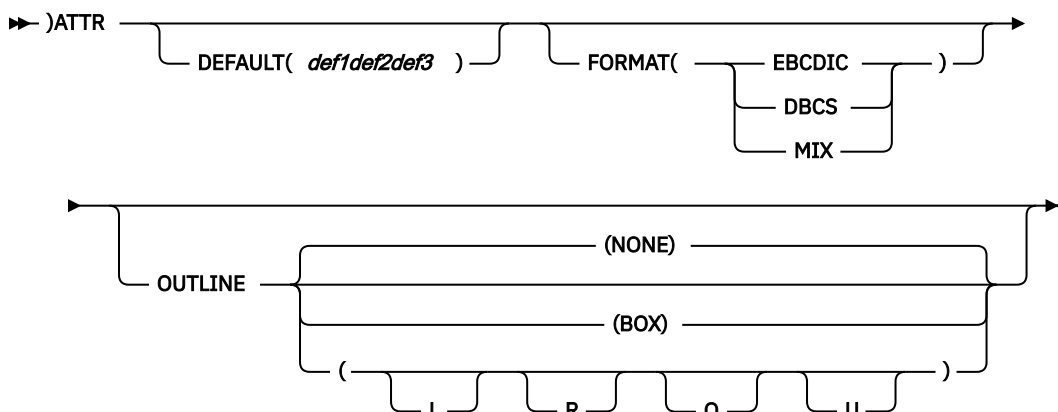 )ATTR
DEFAULT( def1def2def3 ) FORMAT( EBCDIC )
DBCS
MIX
(NONE)
OUTLINE
(BOX)
( )
R
U